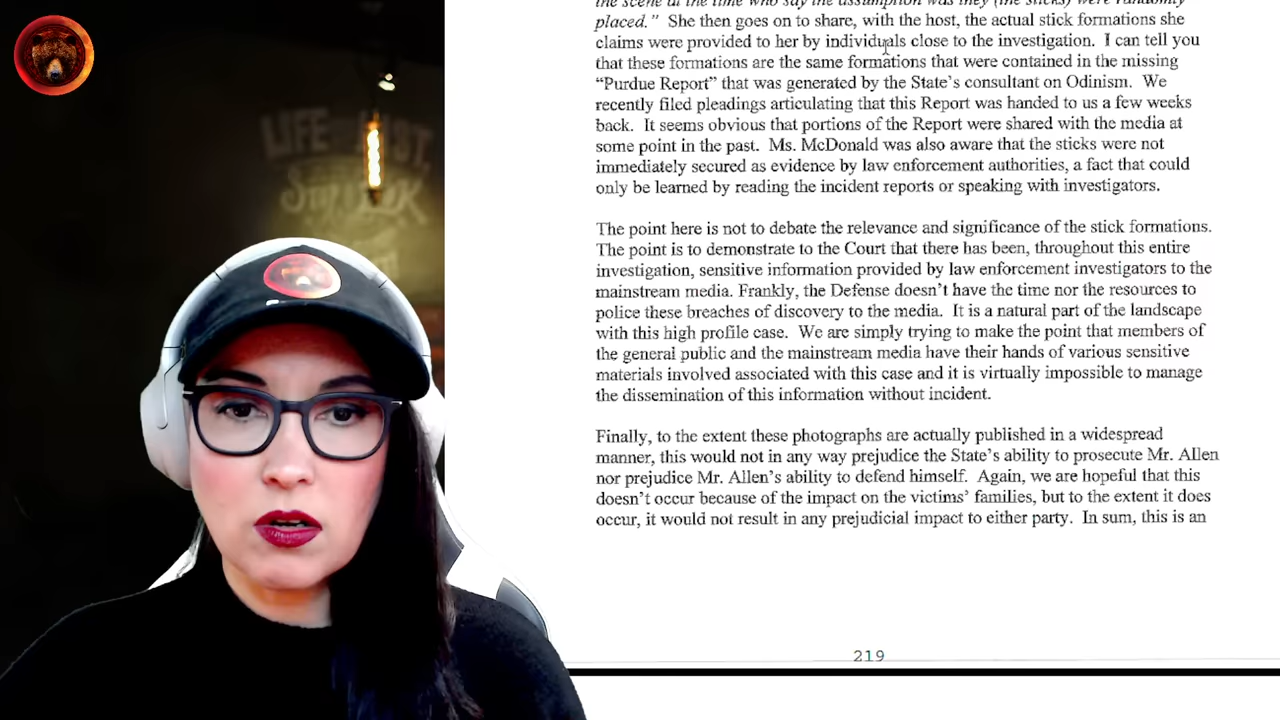 LIFE
the scene at the time who say the assumption was they (the sticks) were randomly
placed." She then goes on to share, with the host, the actual stick formations she
claims were provided to her by individuals close to the investigation. I can tell you
that these formations are the same formations that were contained in the missing
“Purdue Report” that was generated by the State’s consultant on Odinism. We
recently filed pleadings articulating that this Report was handed to us a few weeks
back. It seems obvious that portions of the Report were shared with the media at
some point in the past. Ms. McDonald was also aware that the sticks were not
immediately secured as evidence by law enforcement authorities, a fact that could
only be learned by reading the incident reports or speaking with investigators.
The point here is not to debate the relevance and significance of the stick formations.
The point is to demonstrate to the Court that there has been, throughout this entire
investigation, sensitive information provided by law enforcement investigators to the
mainstream media. Frankly, the Defense doesn’t have the time nor the resources to
police these breaches of discovery to the media. It is a natural part of the landscape
with this high profile case. We are simply trying to make the point that members of
the general public and the mainstream media have their hands of various sensitive
materials involved associated with this case and it is virtually impossible to manage
the dissemination of this information without incident.
Finally, to the extent these photographs are actually published in a widespread
manner, this would not in any way prejudice the State’s ability to prosecute Mr. Allen
nor prejudice Mr. Allen’s ability to defend himself. Again, we are hopeful that this
doesn’t occur because of the impact on the victims’ families, but to the extent it does
occur, it would not result in any prejudicial impact to either party. In sum, this is an
219